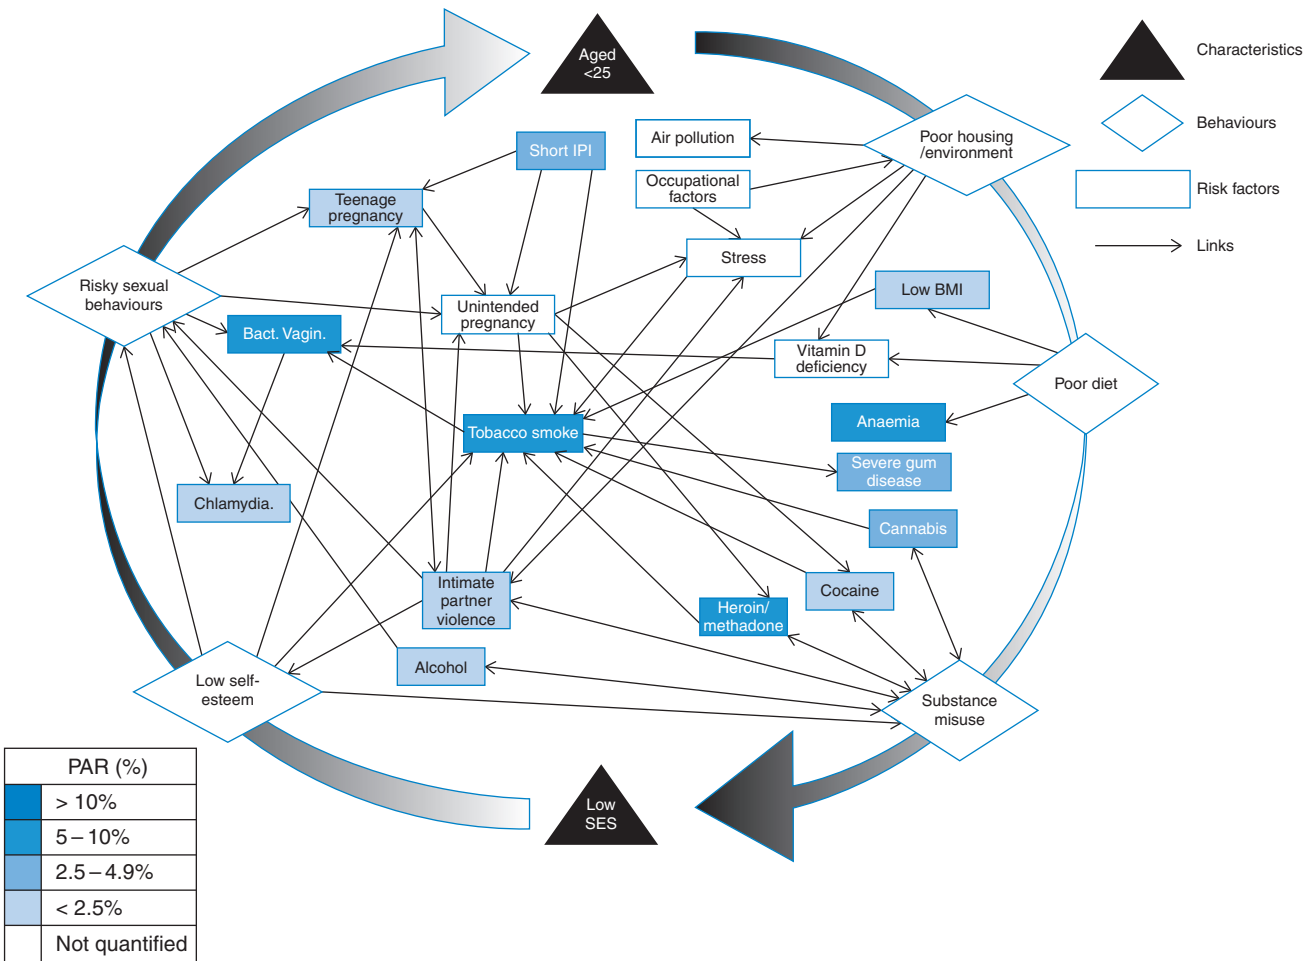 Aged
<25
Characteristics
Poor housing
/environment
Behaviours
Air pollution
Short IPI
Occupational
factors
Risk factors
Teenage
pregnancy
Links
Stress
Risky sexual
behaviours
Low BMI
Unintended
pregnancy
Bact. Vagin.
Vitamin D
deficiency
Poor diet
Anaemia
Tobacco smoke
Severe gum
disease
Chlamydia.
Cannabis
Intimate
partner
violence
Cocaine
Heroin/
methadone
Alcohol
Low self-
esteem
Substance
misuse
Low
SES
PAR (%)
> 10%
5–10%
2.5–4.9%
< 2.5%
Not quantified